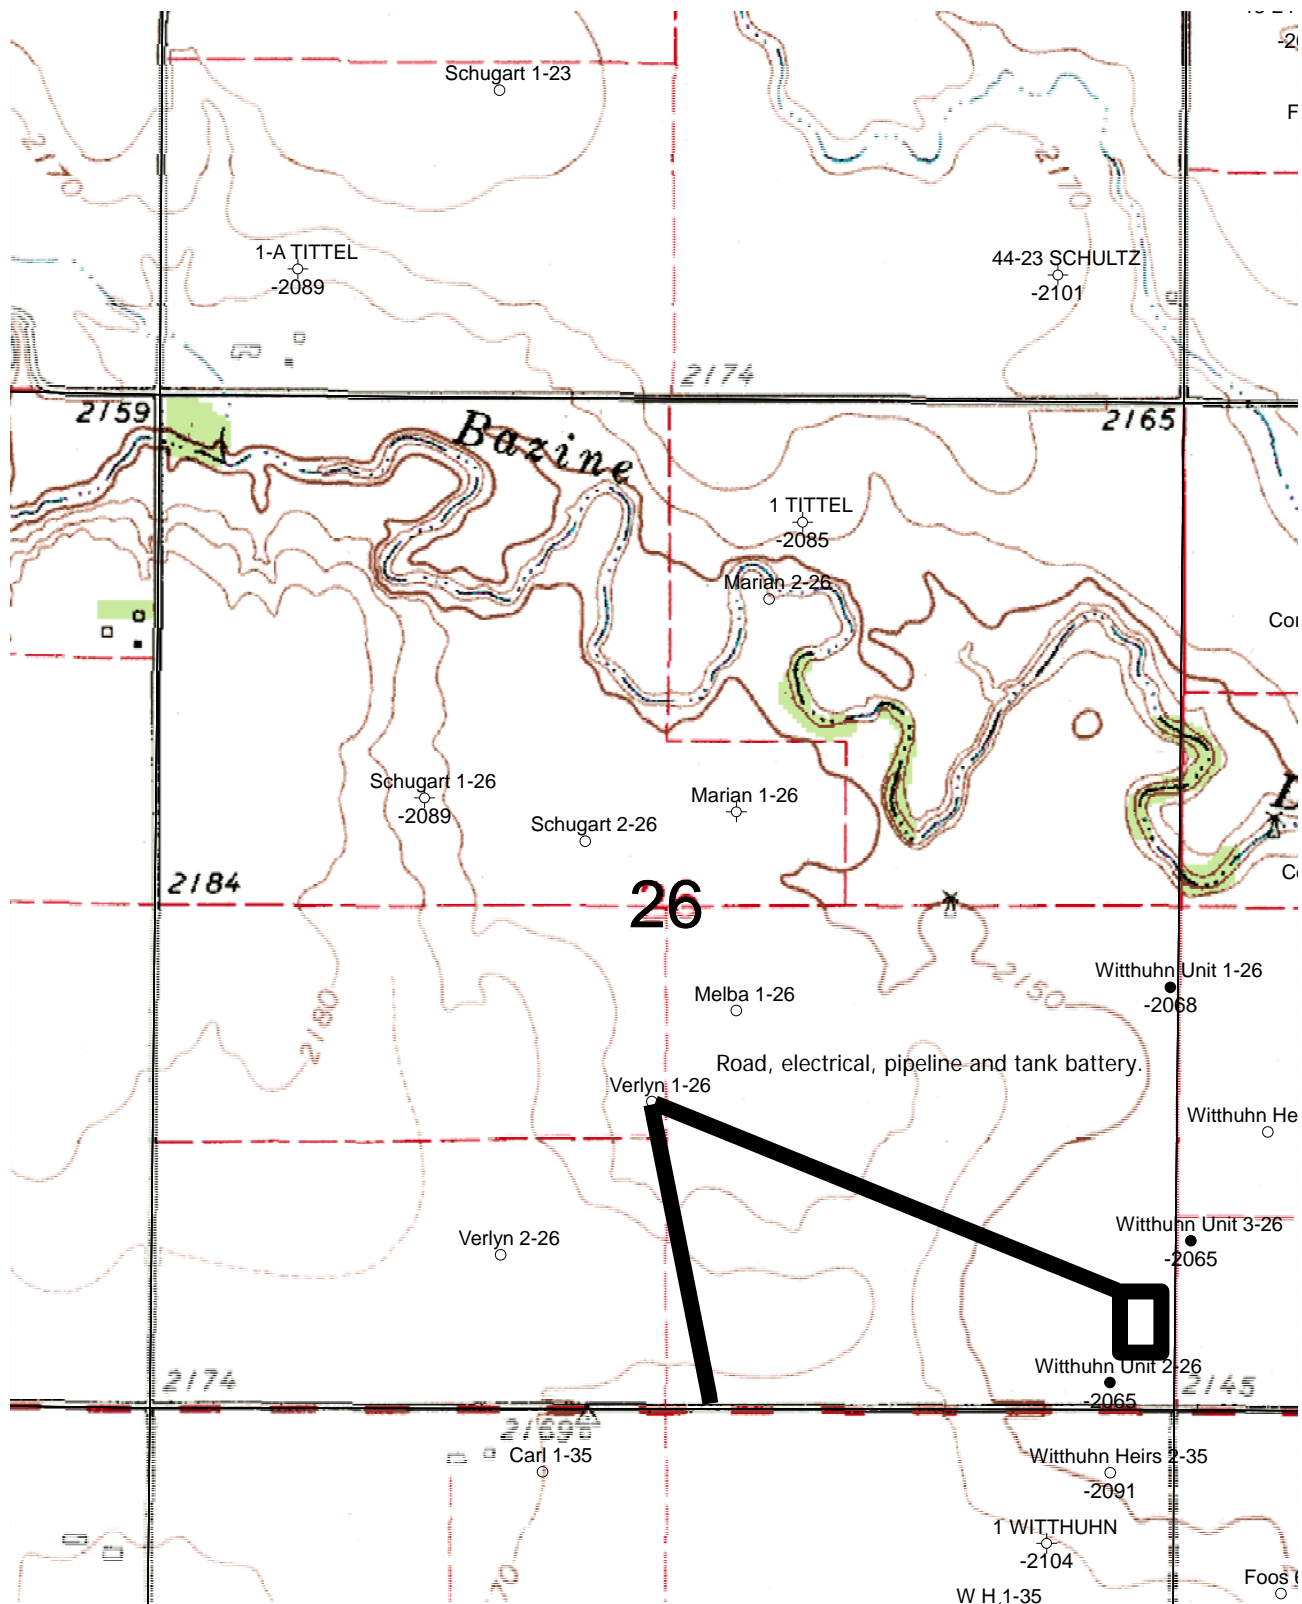 Schugart 1-23
2170
2170
1-A TITTEL
-2089
44-23 SCHULTZ
-2101
2174
2159
Bazine
2165
1 TITTEL
-2085
Marian 2-26
Schugart 1-26
-2089
Marian 1-26
Schugart 2-26
2184
26
Witthuhn Unit 1-26
-2068
2150
Melba 1-26
2180
Road, electrical, pipeline and tank battery.
Verlyn 1-26
Witthuhn He
Verlyn 2-26
Witthuhn Unit 3-26
-2065
Witthuhn Unit 2-26
-2065
2174
2145
Carl 1-35
Witthuhn Heirs 2-35
-2091
1 WITTHUHN
-2104
W H 1-35